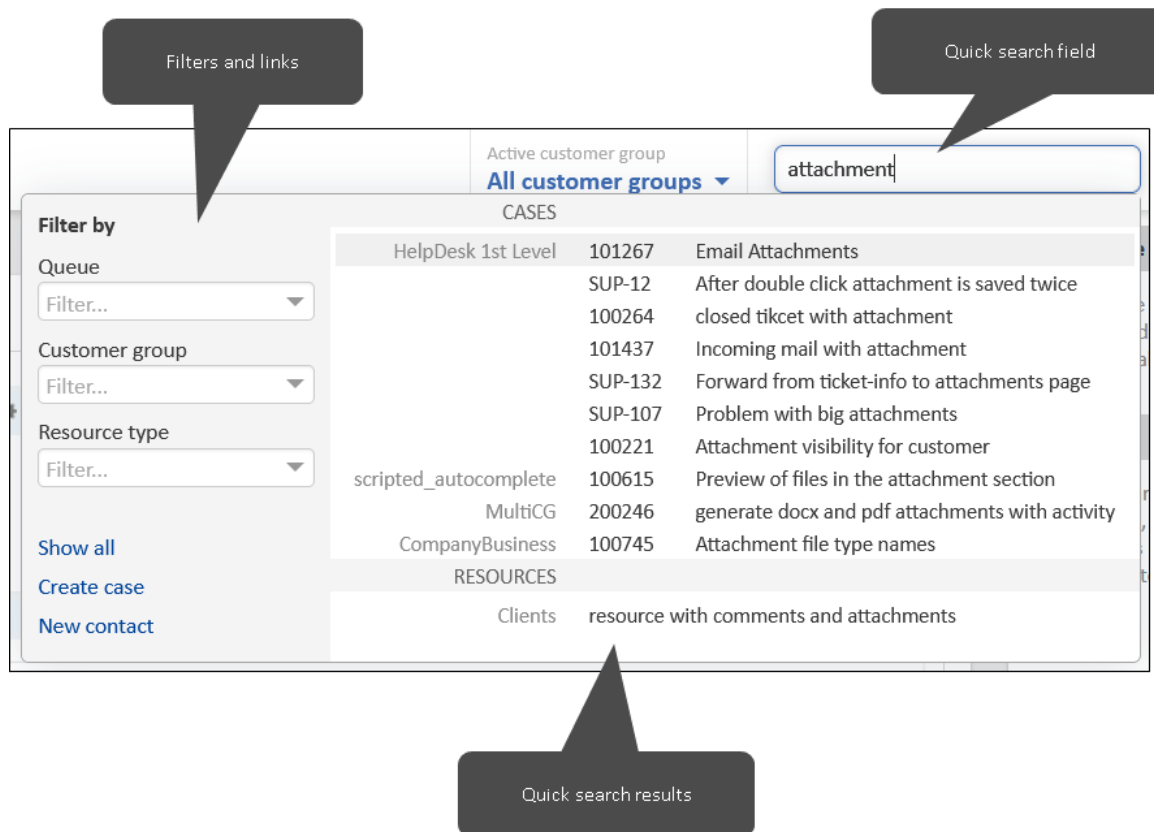 Filters and links
Quick search field
Active customer group
All customer groups
attachment
Filter by
Queue
Filter...
Customer group
Filter...
Resource type
Filter...
Show all
Create case
New contact
CASES
HelpDesk 1st Level 101267 Email Attachments
SUP-12 After double click attachment is saved twice
100264 closed tikcet with attachment
101437 Incoming mail with attachment
SUP-132 Forward from ticket-info to attachments page
SUP-107 Problem with big attachments
100221 Attachment visibility for customer
scripted_autocomplete 100615 Preview of files in the attachment section
MultiCG 200246 generate docx and pdf attachments with activity
CompanyBusiness 100745 Attachment file type names
RESOURCES
Clients resource with comments and attachments
Quick search results